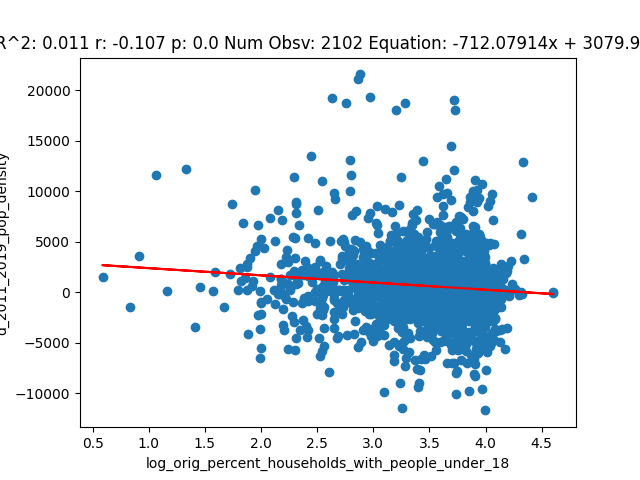 R^2: 0.011 r: -0.107 p: 0.0 Num Obsv: 2102 Equation: -712.07914x + 3079.9
20000
15000
10000
5000
0
−5000
−10000
d_2011_2019_pop_density
0.5 1.0 1.5 2.0 2.5 3.0 3.5 4.0 4.5
log_orig_percent_households_with_people_under_18